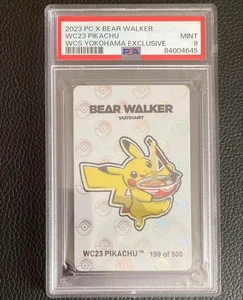 2023 PC X BEAR WALKER
WC23 PIKACHU MINT
WCS YOKOHAMA EXCLUSIVE 9
PSA 84004645
BEAR WALKER
WC23 PIKACHU™ 199 of 500